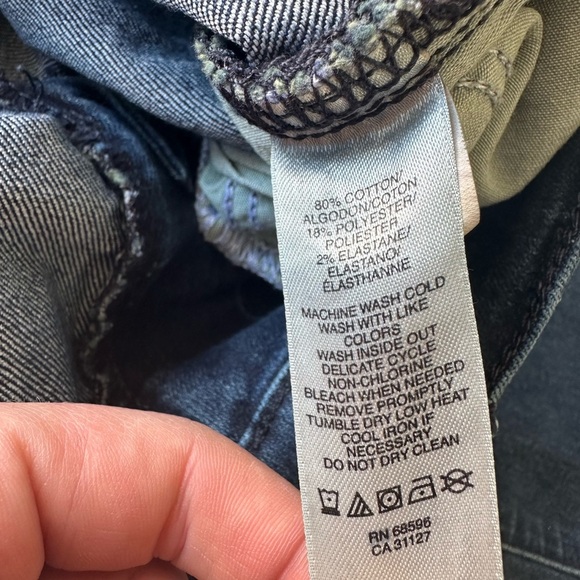 80% COTTON/
ALGODON/COTON
18% POLYESTER/
POLIESTER
2% ELASTANE/
ELASTANO/
ÉLASTHANNE
MACHINE WASH COLD
WASH WITH LIKE
COLORS
WASH INSIDE OUT
DELICATE CYCLE
NON-CHLORINE
BLEACH WHEN NEEDED
REMOVE PROMPTLY
TUMBLE DRY LOW HEAT
COOL IRON IF
NECESSARY
DO NOT DRY CLEAN
RN 68596
CA 31127